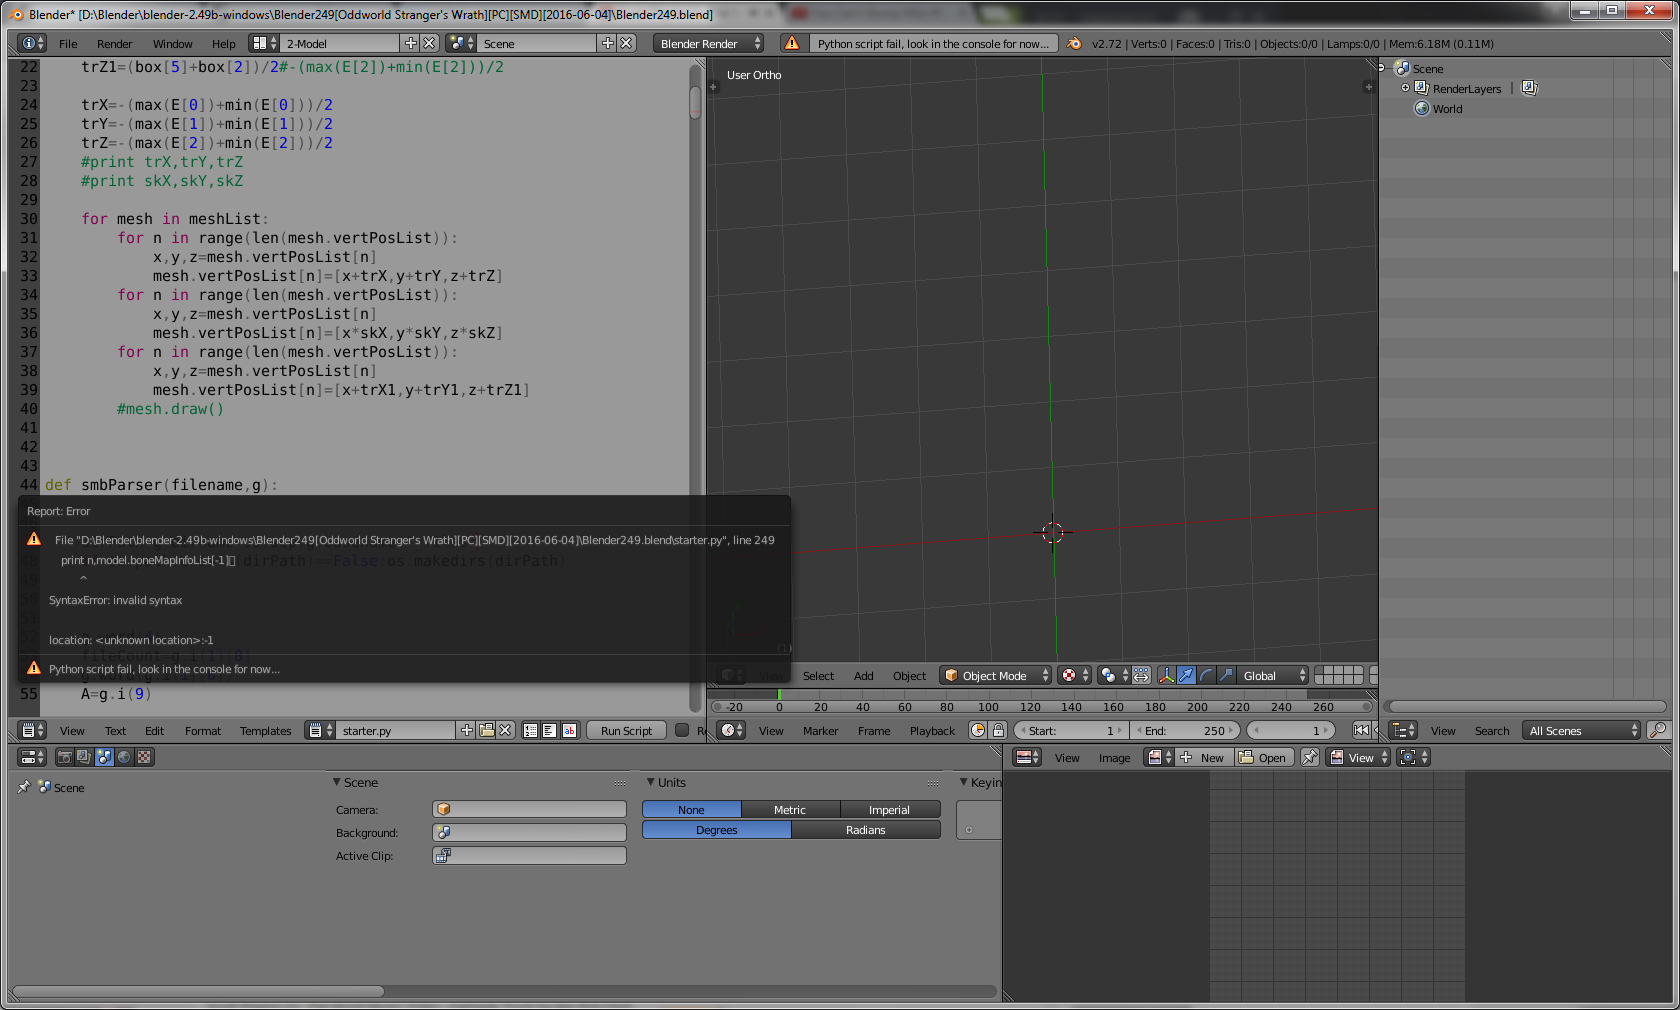 Blender* [D:\Blender\blender-2.49b-windows\Blender249[Oddworld Stranger's Wrath][PC][SMD][2016-06-04]\Blender249.blend]
File Render Window Help 2-Model Scene Blender Render Python script fail, look in the console for now... v2.72 | Verts:0 | Faces:0 | Tris:0 | Objects:0/0 | Lamps:0/0 | Mem:6.18M (0.11M)
22 trZ1=(box[5]+box[2])/2#-(max(E[2])+min(E[2]))/2
23
24 trX=-(max(E[0])+min(E[0]))/2
25 trY=-(max(E[1])+min(E[1]))/2
26 trZ=-(max(E[2])+min(E[2]))/2
27 #print trX,trY,trZ
28 #print skX,skY,skZ
29
30 for mesh in meshList:
31 for n in range(len(mesh.vertPosList)):
32 x,y,z=mesh.vertPosList[n]
33 mesh.vertPosList[n]=[x+trX,y+trY,z+trZ]
34 for n in range(len(mesh.vertPosList)):
35 x,y,z=mesh.vertPosList[n]
36 mesh.vertPosList[n]=[x*skX,y*skY,z*skZ]
37 for n in range(len(mesh.vertPosList)):
38 x,y,z=mesh.vertPosList[n]
39 mesh.vertPosList[n]=[x+trX1,y+trY1,z+trZ1]
40 #mesh.draw()
41
42
43
44 def smbParser(filename,g):
Report: Error
File "D:\Blender\blender-2.49b-windows\Blender249[Oddworld Stranger's Wrath][PC][SMD][2016-06-04]\Blender249.blend\starter.py", line 249
print n,model.boneMapInfoList[-1]
(dirPath)==False:os.makedirs(dirPath)
^
SyntaxError: invalid syntax
location: <unknown location>:-1
Python script fail, look in the console for now...
55 A=g.i(9)
View Text Edit Format Templates starter.py Run Script
User Ortho
(1)
View Select Add Object Object Mode Global
-20 0 20 40 60 80 100 120 140 160 180 200 220 240 260
View Marker Frame Playback Start: 1 End: 250 1
Scene
RenderLayers |
World
View Search All Scenes
Scene
Scene
Camera:
Background:
Active Clip:
Units
None Metric Imperial
Degrees Radians
Keyin
View Image New Open View